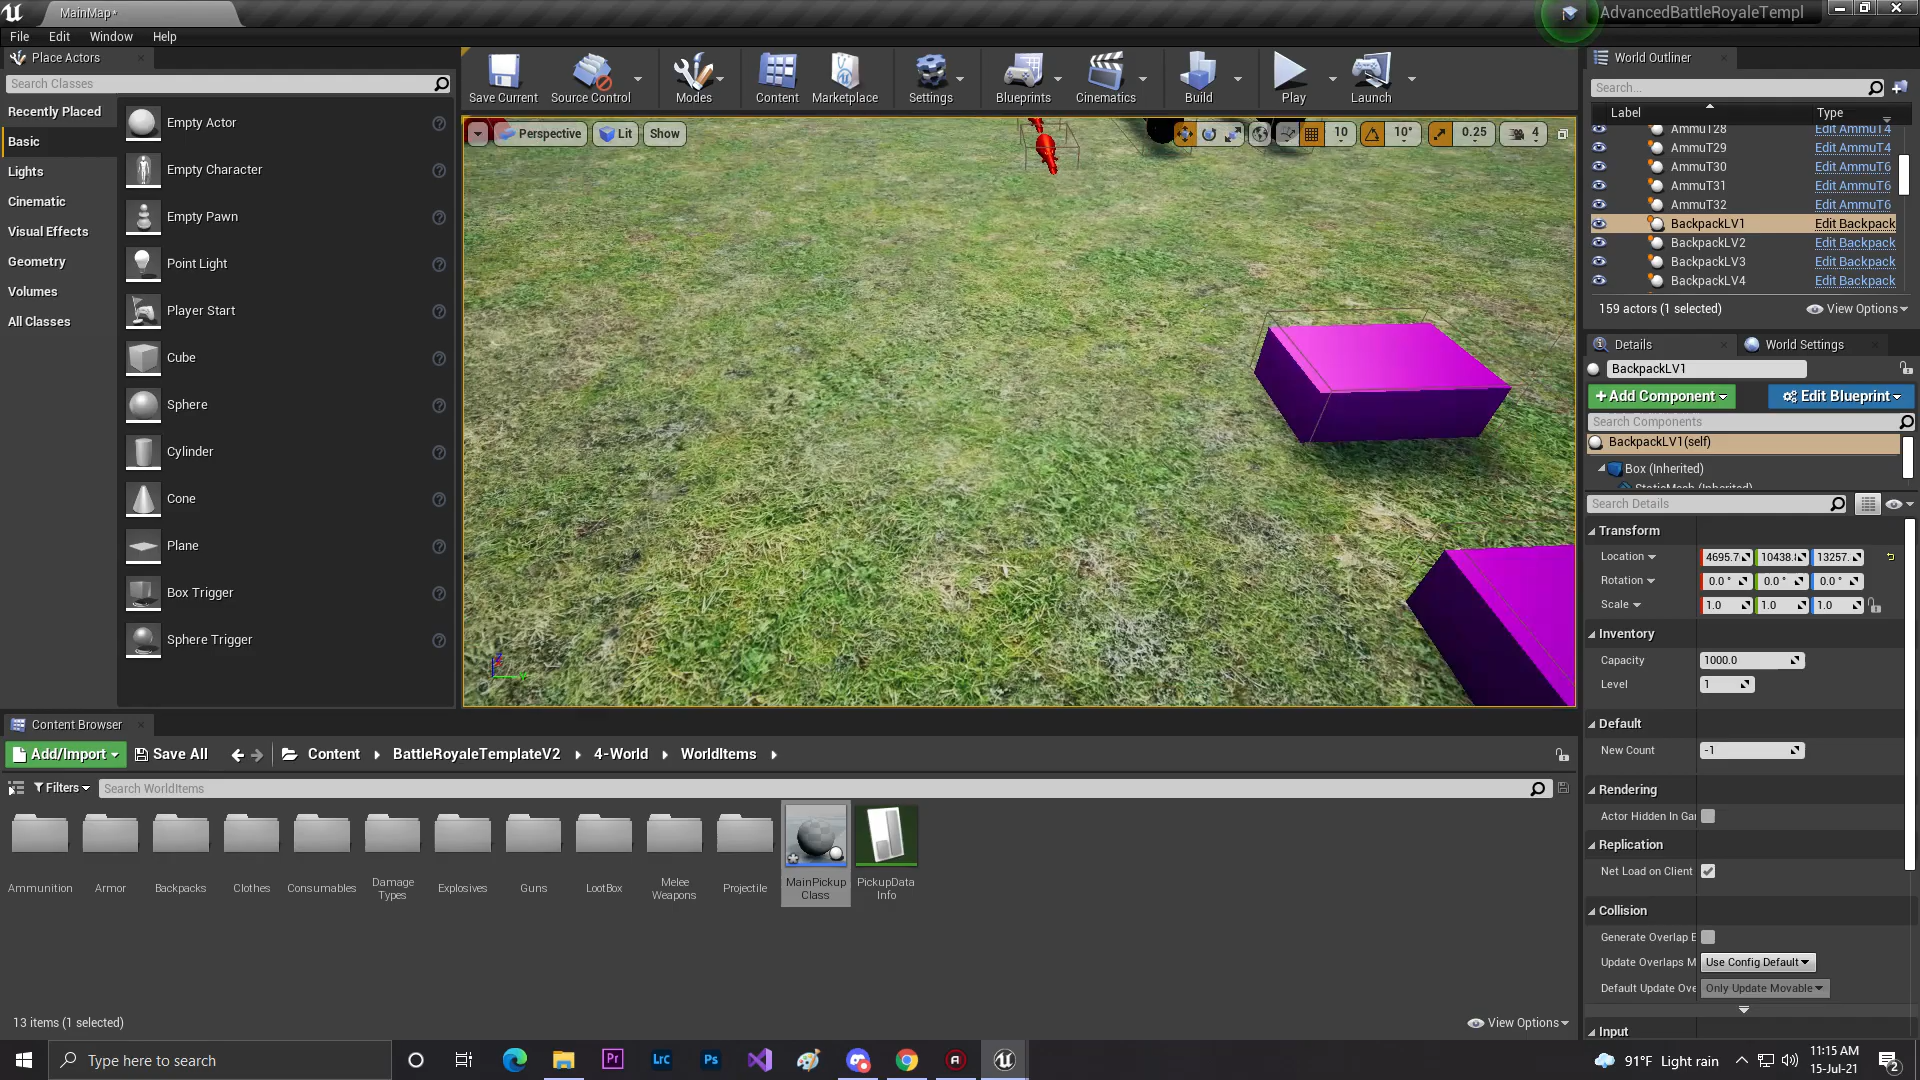 MainMap*
AdvancedBattleRoyaleTempl
File Edit Window Help
Place Actors
Search Classes
Recently Placed
Basic
Lights
Cinematic
Visual Effects
Geometry
Volumes
All Classes
Empty Actor
Empty Character
Empty Pawn
Point Light
Player Start
Cube
Sphere
Cylinder
Cone
Plane
Box Trigger
Sphere Trigger
Save Current Source Control Modes Content Marketplace Settings Blueprints Cinematics Build Play Launch
Perspective Lit Show 10 10° 0.25 4
World Outliner
Search...
Label Type
AmmuT28 Edit AmmuT4
AmmuT29 Edit AmmuT4
AmmuT30 Edit AmmuT6
AmmuT31 Edit AmmuT6
AmmuT32 Edit AmmuT6
BackpackLV1 Edit Backpack
BackpackLV2 Edit Backpack
BackpackLV3 Edit Backpack
BackpackLV4 Edit Backpack
159 actors (1 selected) View Options
Details World Settings
BackpackLV1
+Add Component Edit Blueprint
Search Components
BackpackLV1(self)
Box (Inherited)
StaticMesh (Inherited)
Search Details
Transform
Location 4695.7 10438. 13257.
Rotation 0.0 ° 0.0 ° 0.0 °
Scale 1.0 1.0 1.0
Inventory
Capacity 1000.0
Level 1
Default
New Count -1
Rendering
Actor Hidden In Ga
Replication
Net Load on Client
Collision
Generate Overlap E
Update Overlaps M Use Config Default
Default Update Ove Only Update Movable
Input
Content Browser
Add/Import Save All Content BattleRoyaleTemplateV2 4-World WorldItems
Filters Search WorldItems
Ammunition
Armor
Backpacks
Clothes
Consumables
Damage
Types
Explosives
Guns
LootBox
Melee
Weapons
Projectile
MainPickup
Class
PickupData
Info
13 items (1 selected) View Options
Type here to search
Pr Lrc Ps
91°F Light rain
11:15 AM
15-Jul-21
2